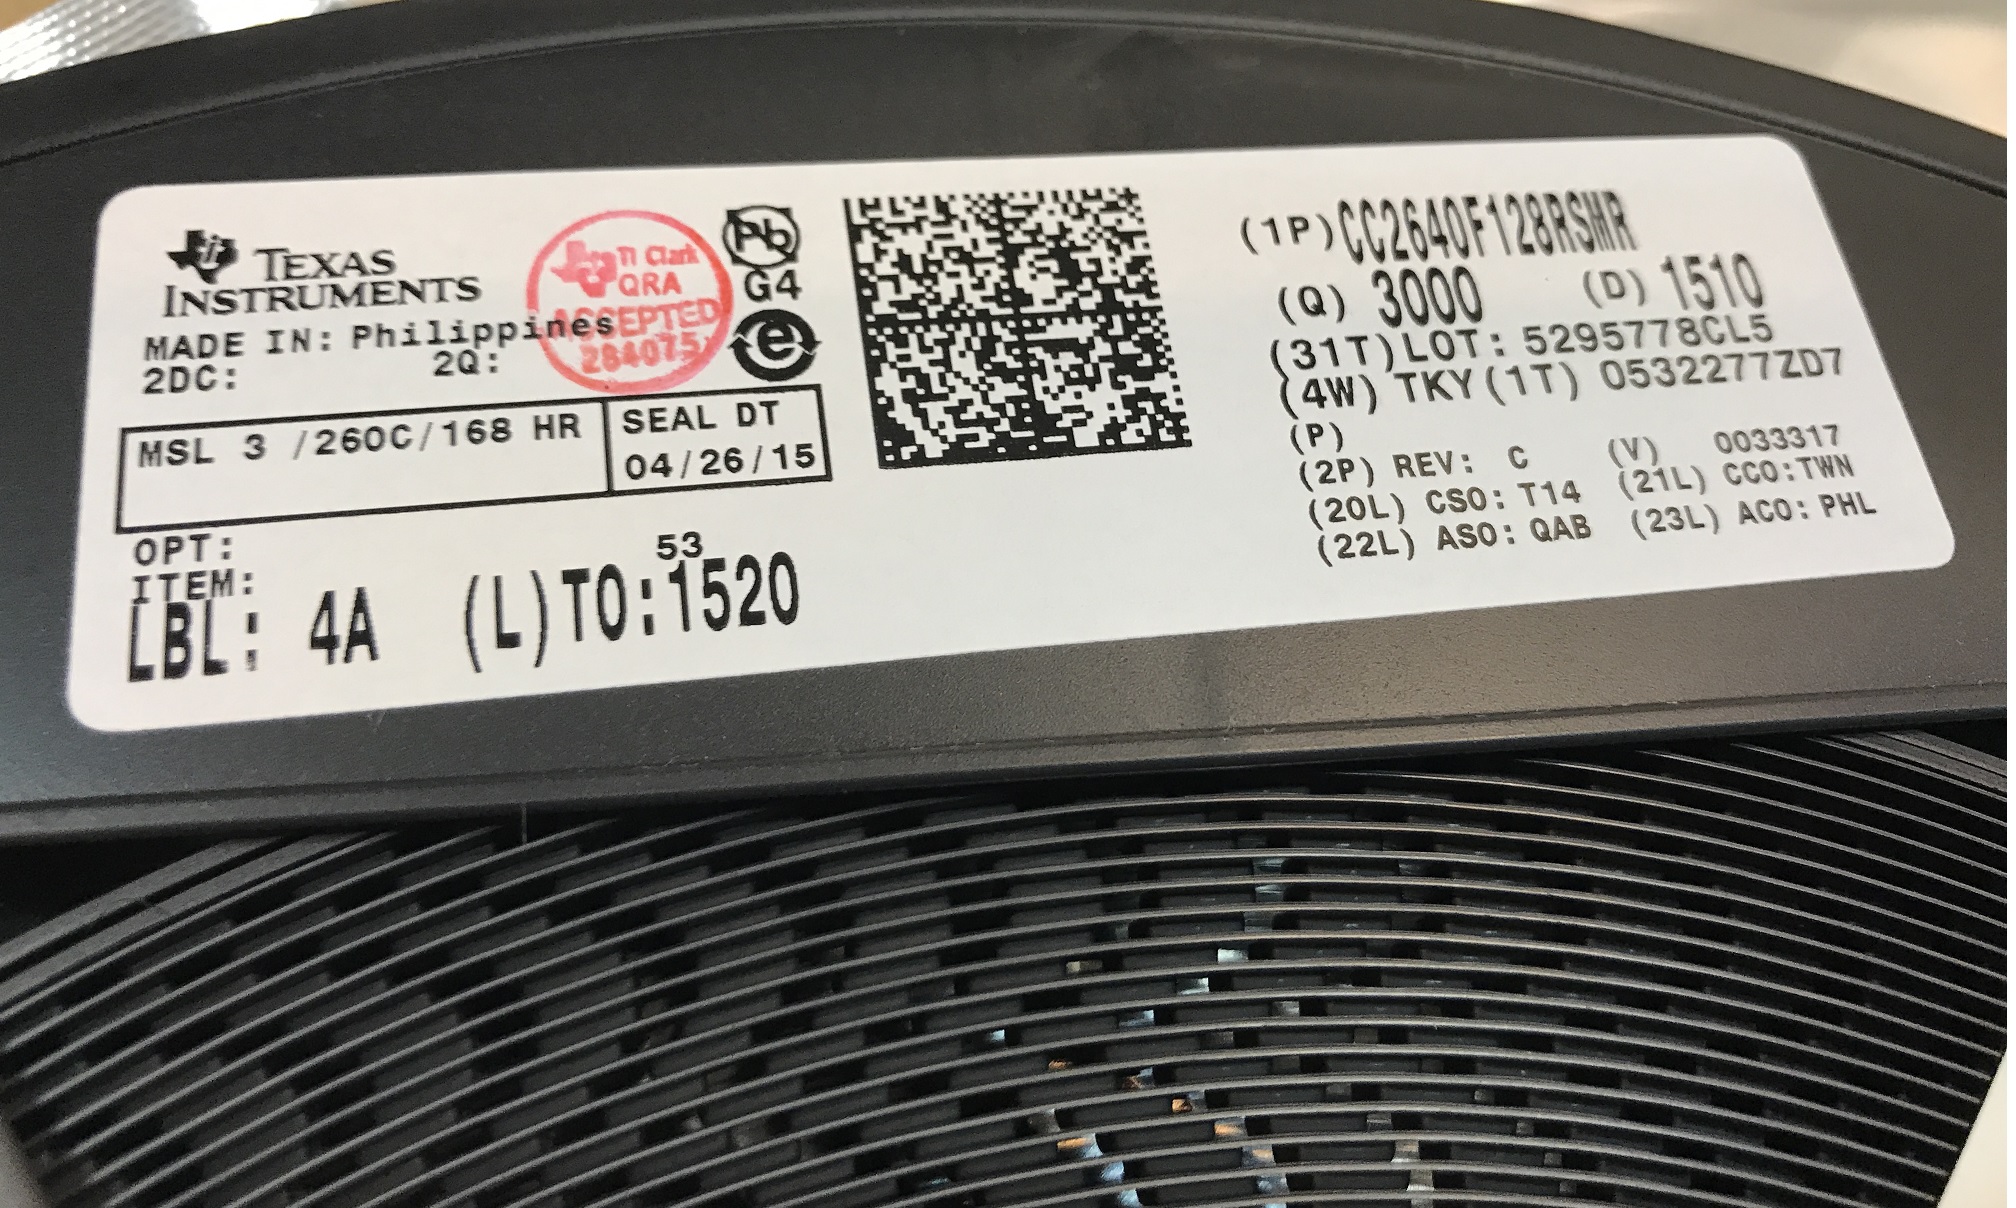 TEXAS
INSTRUMENTS
MADE IN: Philippines
2DC: 2Q:
TI Clark
QRA
ACCEPTED
284075
Pb
G4
e
MSL 3 /260C/168 HR
SEAL DT
04/26/15
OPT:
ITEM:
53
LBL: 4A (L)TO:1520
(1P)CC2640F128RSMR
(Q) 3000 (D) 1510
(31T)LOT: 5295778CL5
(4W) TKY(1T) 0532277ZD7
(P)
(2P) REV: C (V) 0033317
(20L) CSO: T14 (21L) CCO:TWN
(22L) ASO: QAB (23L) ACO: PHL